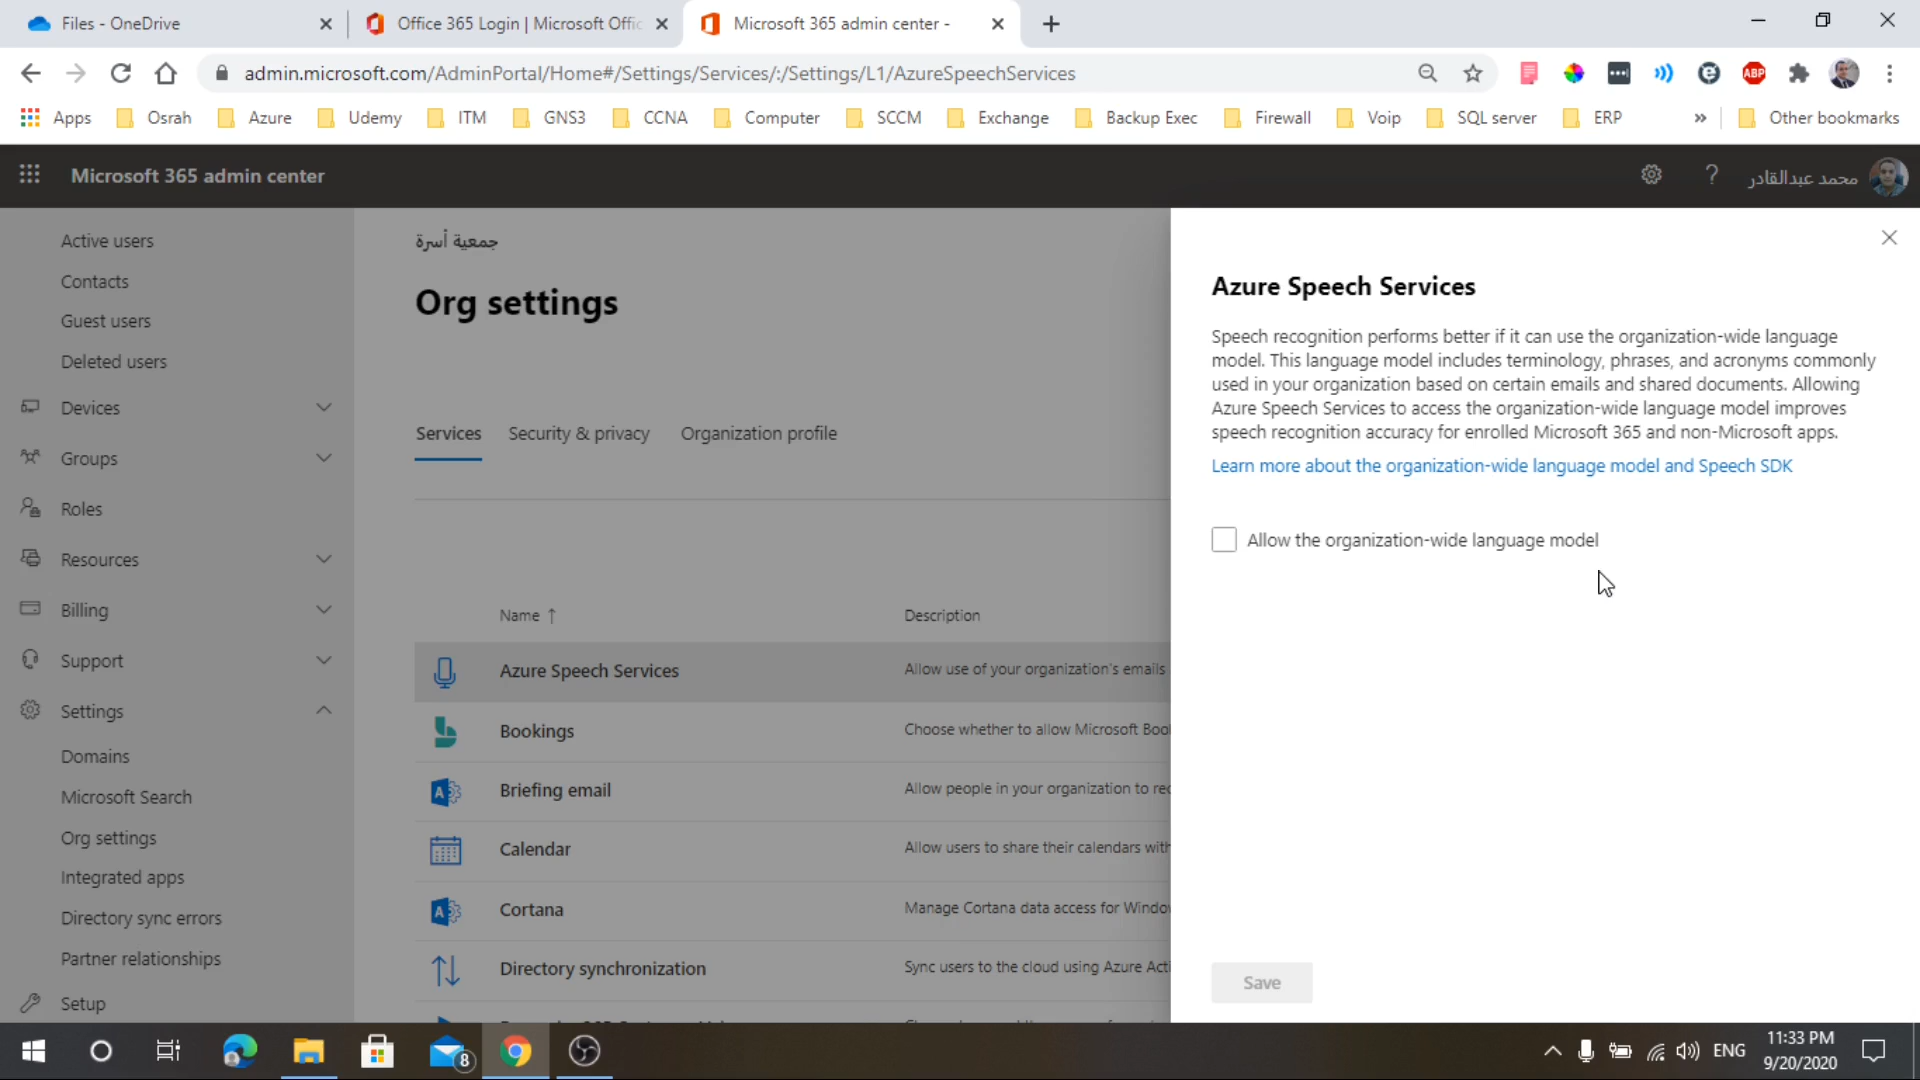 Files - OneDrive
Office 365 Login | Microsoft Offic
Microsoft 365 admin center -
admin.microsoft.com/AdminPortal/Home#/Settings/Services/:/Settings/L1/AzureSpeechServices
ABP
Apps Osrah Azure Udemy ITM GNS3 CCNA Computer SCCM Exchange Backup Exec Firewall Voip SQL server ERP » Other bookmarks
Microsoft 365 admin center
? محمد عبدالقادر
Active users
Contacts
Guest users
Deleted users
Devices
Groups
Roles
Resources
Billing
Support
Settings
Domains
Microsoft Search
Org settings
Integrated apps
Directory sync errors
Partner relationships
Setup
جمعية أسرة
Org settings
Services Security & privacy Organization profile
Name ↑ Description
Azure Speech Services Allow use of your organization's emails
Bookings Choose whether to allow Microsoft Boo
Briefing email Allow people in your organization to rec
Calendar Allow users to share their calendars with
Cortana Manage Cortana data access for Windo
Directory synchronization Sync users to the cloud using Azure Acti
Azure Speech Services
Speech recognition performs better if it can use the organization-wide language
model. This language model includes terminology, phrases, and acronyms commonly
used in your organization based on certain emails and shared documents. Allowing
Azure Speech Services to access the organization-wide language model improves
speech recognition accuracy for enrolled Microsoft 365 and non-Microsoft apps.
Learn more about the organization-wide language model and Speech SDK
Allow the organization-wide language model
Save
8
ENG
11:33 PM
9/20/2020